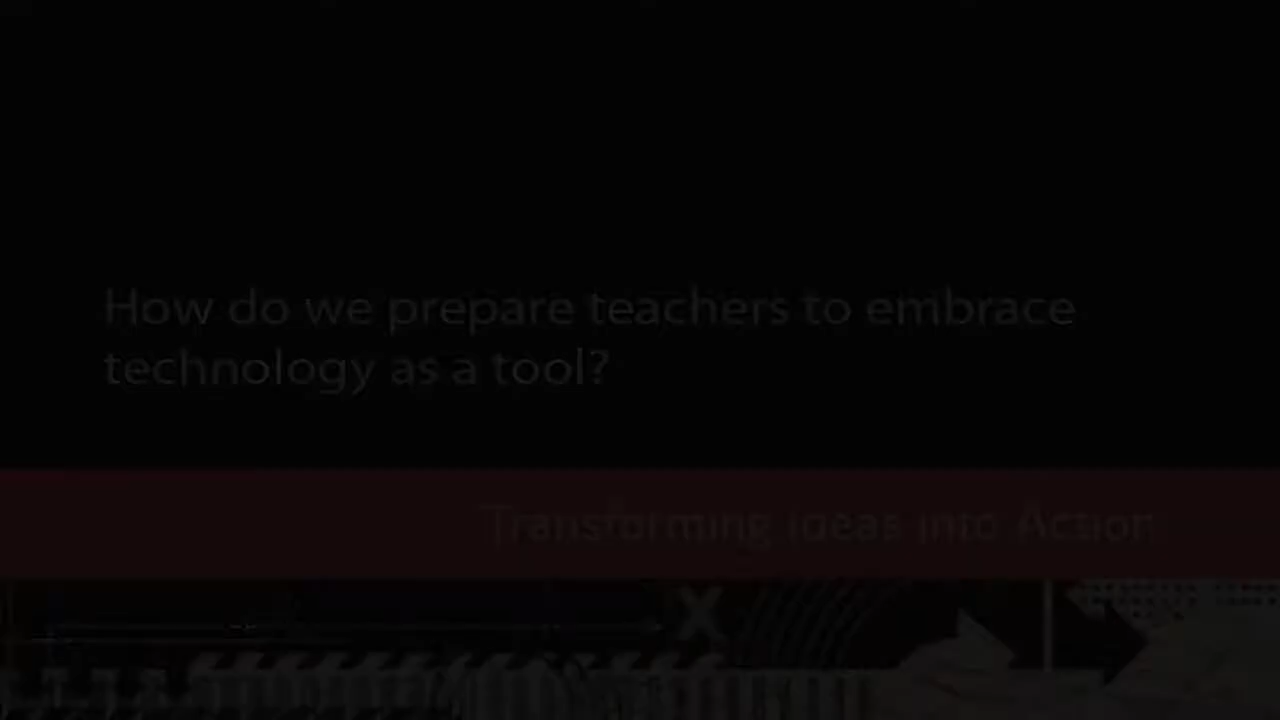 How do we prepare teachers to embrace
technology as a tool?
Transforming Ideas into Action
X